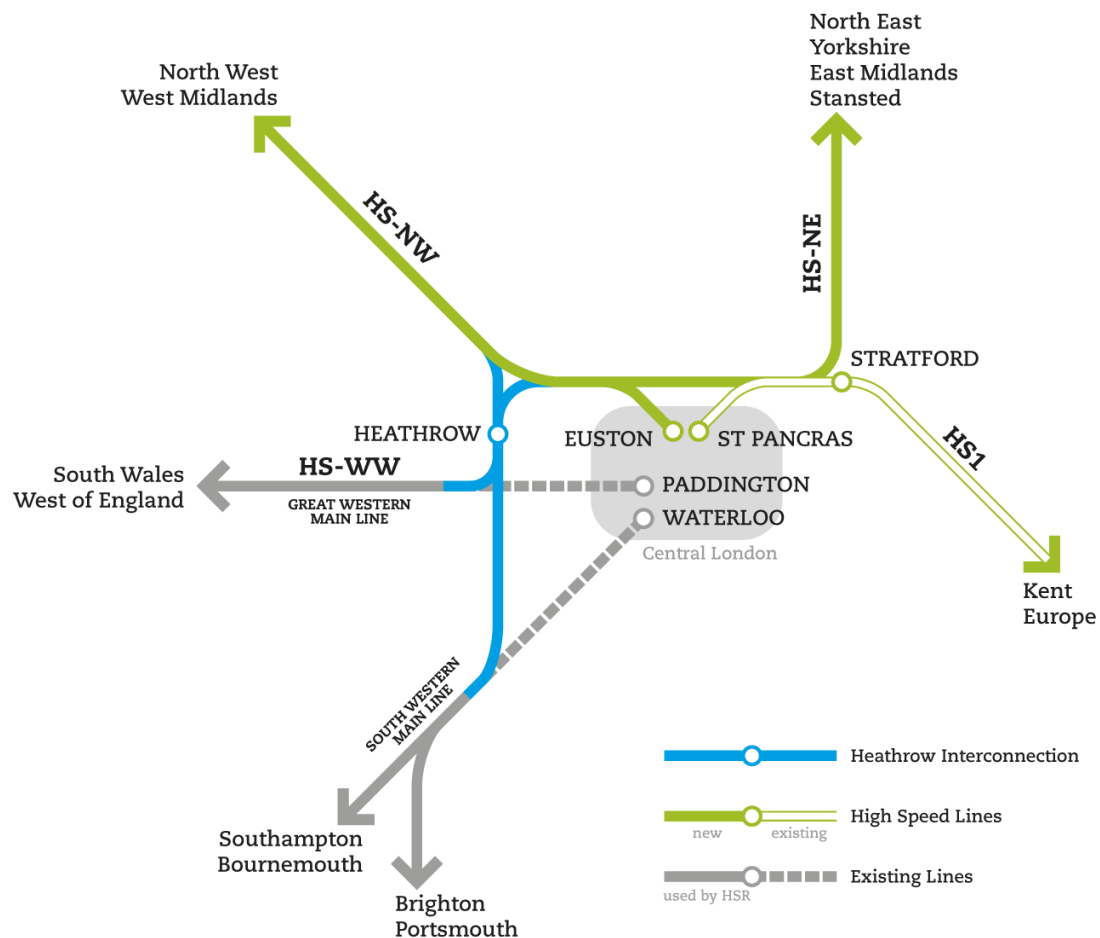 North East
Yorkshire
East Midlands
Stansted
North West
West Midlands
HS-NW
HS-NE
STRATFORD
HEATHROW
EUSTON
ST PANCRAS
HS1
South Wales
West of England
HS-WW
GREAT WESTERN
MAIN LINE
PADDINGTON
WATERLOO
Central London
Kent
Europe
SOUTH WESTERN
MAIN LINE
Southampton
Bournemouth
Brighton
Portsmouth
Heathrow Interconnection
High Speed Lines
new
existing
Existing Lines
used by HSR